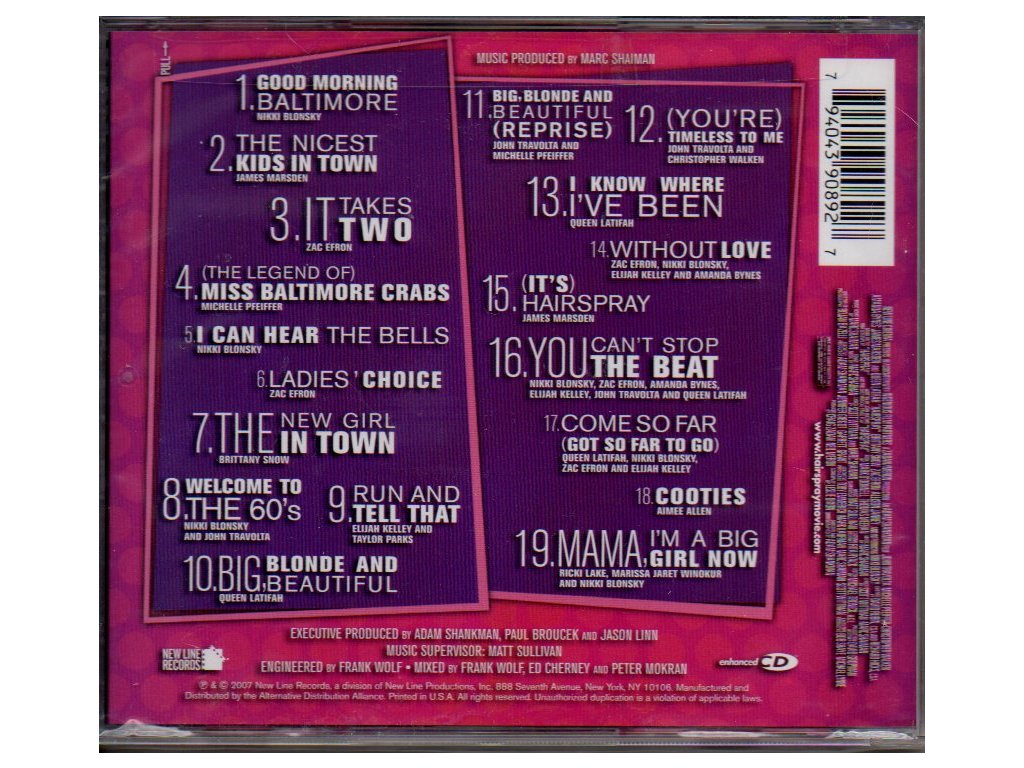 PULL→
MUSIC PRODUCED BY MARC SHAIMAN
1. GOOD MORNING
BALTIMORE
NIKKI BLONSKY
2. THE NICEST
KIDS IN TOWN
JAMES MARSDEN
3. IT TAKES
TWO
ZAC EFRON
4. (THE LEGEND OF)
MISS BALTIMORE CRABS
MICHELLE PFEIFFER
5. I CAN HEAR THE BELLS
NIKKI BLONSKY
6. LADIES' CHOICE
ZAC EFRON
7. THE NEW GIRL
IN TOWN
BRITTANY SNOW
8. WELCOME TO
THE 60's
NIKKI BLONSKY
AND JOHN TRAVOLTA
9. RUN AND
TELL THAT
ELIJAH KELLEY AND
TAYLOR PARKS
10. BIG, BLONDE AND
BEAUTIFUL
QUEEN LATIFAH
11. BIG, BLONDE AND
BEAUTIFUL
(REPRISE)
JOHN TRAVOLTA AND
MICHELLE PFEIFFER
12. (YOU'RE)
TIMELESS TO ME
JOHN TRAVOLTA AND
CHRISTOPHER WALKEN
13. I KNOW WHERE
I'VE BEEN
QUEEN LATIFAH
14. WITHOUT LOVE
ZAC EFRON, NIKKI BLONSKY,
ELIJAH KELLEY AND AMANDA BYNES
15. (IT'S)
HAIRSPRAY
JAMES MARSDEN
16. YOU CAN'T STOP
THE BEAT
NIKKI BLONSKY, ZAC EFRON, AMANDA BYNES,
ELIJAH KELLEY, JOHN TRAVOLTA AND QUEEN LATIFAH
17. COME SO FAR
(GOT SO FAR TO GO)
QUEEN LATIFAH, NIKKI BLONSKY,
ZAC EFRON AND ELIJAH KELLEY
18. COOTIES
AIMEE ALLEN
19. MAMA, I'M A BIG
GIRL NOW
RICKI LAKE, MARISSA JARET WINOKUR
AND NIKKI BLONSKY
7 94043 90892 7
www.hairspraymovie.com
EXECUTIVE PRODUCED BY ADAM SHANKMAN, PAUL BROUCEK AND JASON LINN
MUSIC SUPERVISOR: MATT SULLIVAN
ENGINEERED BY FRANK WOLF • MIXED BY FRANK WOLF, ED CHERNEY AND PETER MOKRAN
NEW LINE
RECORDS
enhanced CD
℗ & © 2007 New Line Records, a division of New Line Productions, Inc. 888 Seventh Avenue, New York, NY 10106. Manufactured and
Distributed by the Alternative Distribution Alliance. Printed in U.S.A. All rights reserved. Unauthorized duplication is a violation of applicable laws.